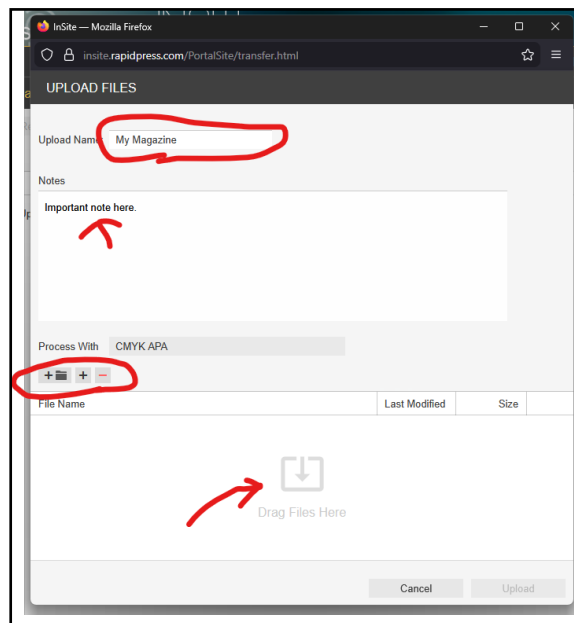 InSite — Mozilla Firefox
insite.rapidpress.com/PortalSite/transfer.html
UPLOAD FILES
Upload Name My Magazine
Notes
Important note here.
Process With CMYK APA
File Name Last Modified Size
Drag Files Here
Cancel Upload